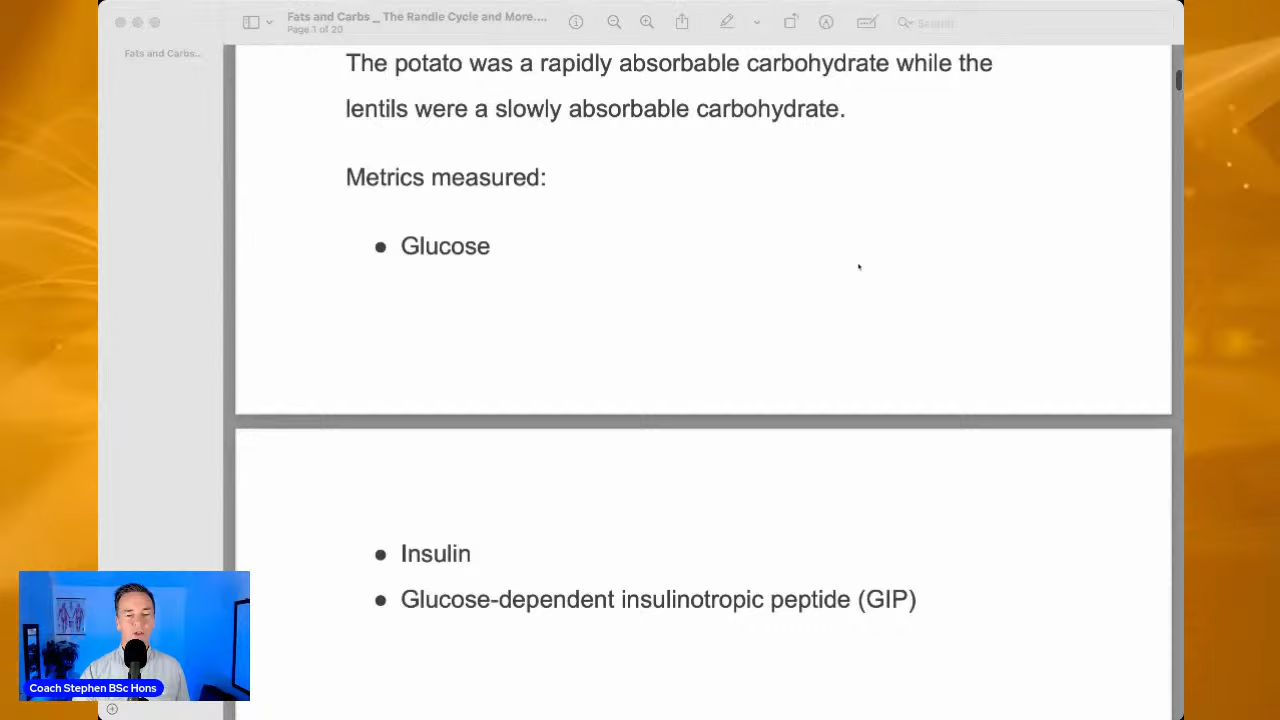 Fats and Carbs _ The Randle Cycle and More....
Page 1 of 20
Search
Fats and Carbs...
The potato was a rapidly absorbable carbohydrate while the
lentils were a slowly absorbable carbohydrate.
Metrics measured:
● Glucose
● Insulin
● Glucose-dependent insulinotropic peptide (GIP)
Coach Stephen BSc Hons